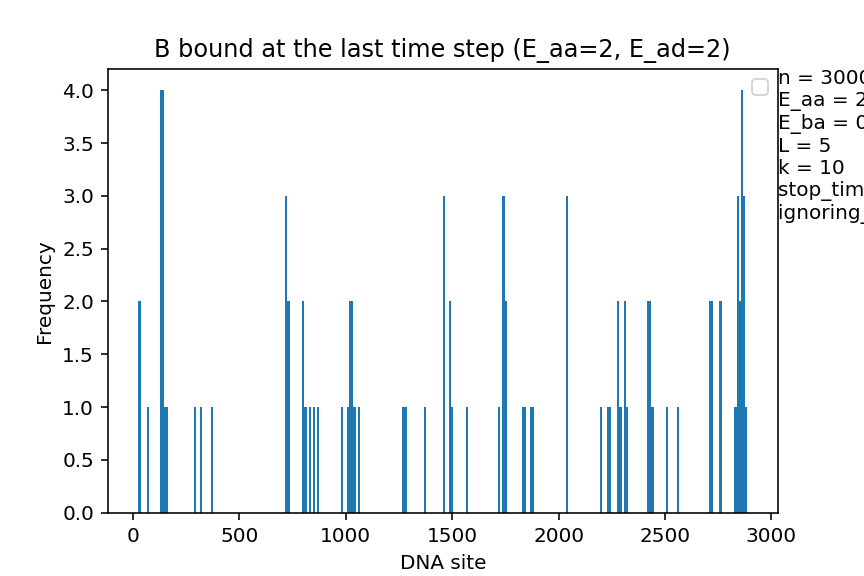 B bound at the last time step (E_aa=2, E_ad=2)
n = 3000
E_aa = 2
E_ba = 0
L = 5
k = 10
stop_tim
ignoring_
4.0
3.5
3.0
2.5
2.0
1.5
1.0
0.5
0.0
Frequency
0 500 1000 1500 2000 2500 3000
DNA site